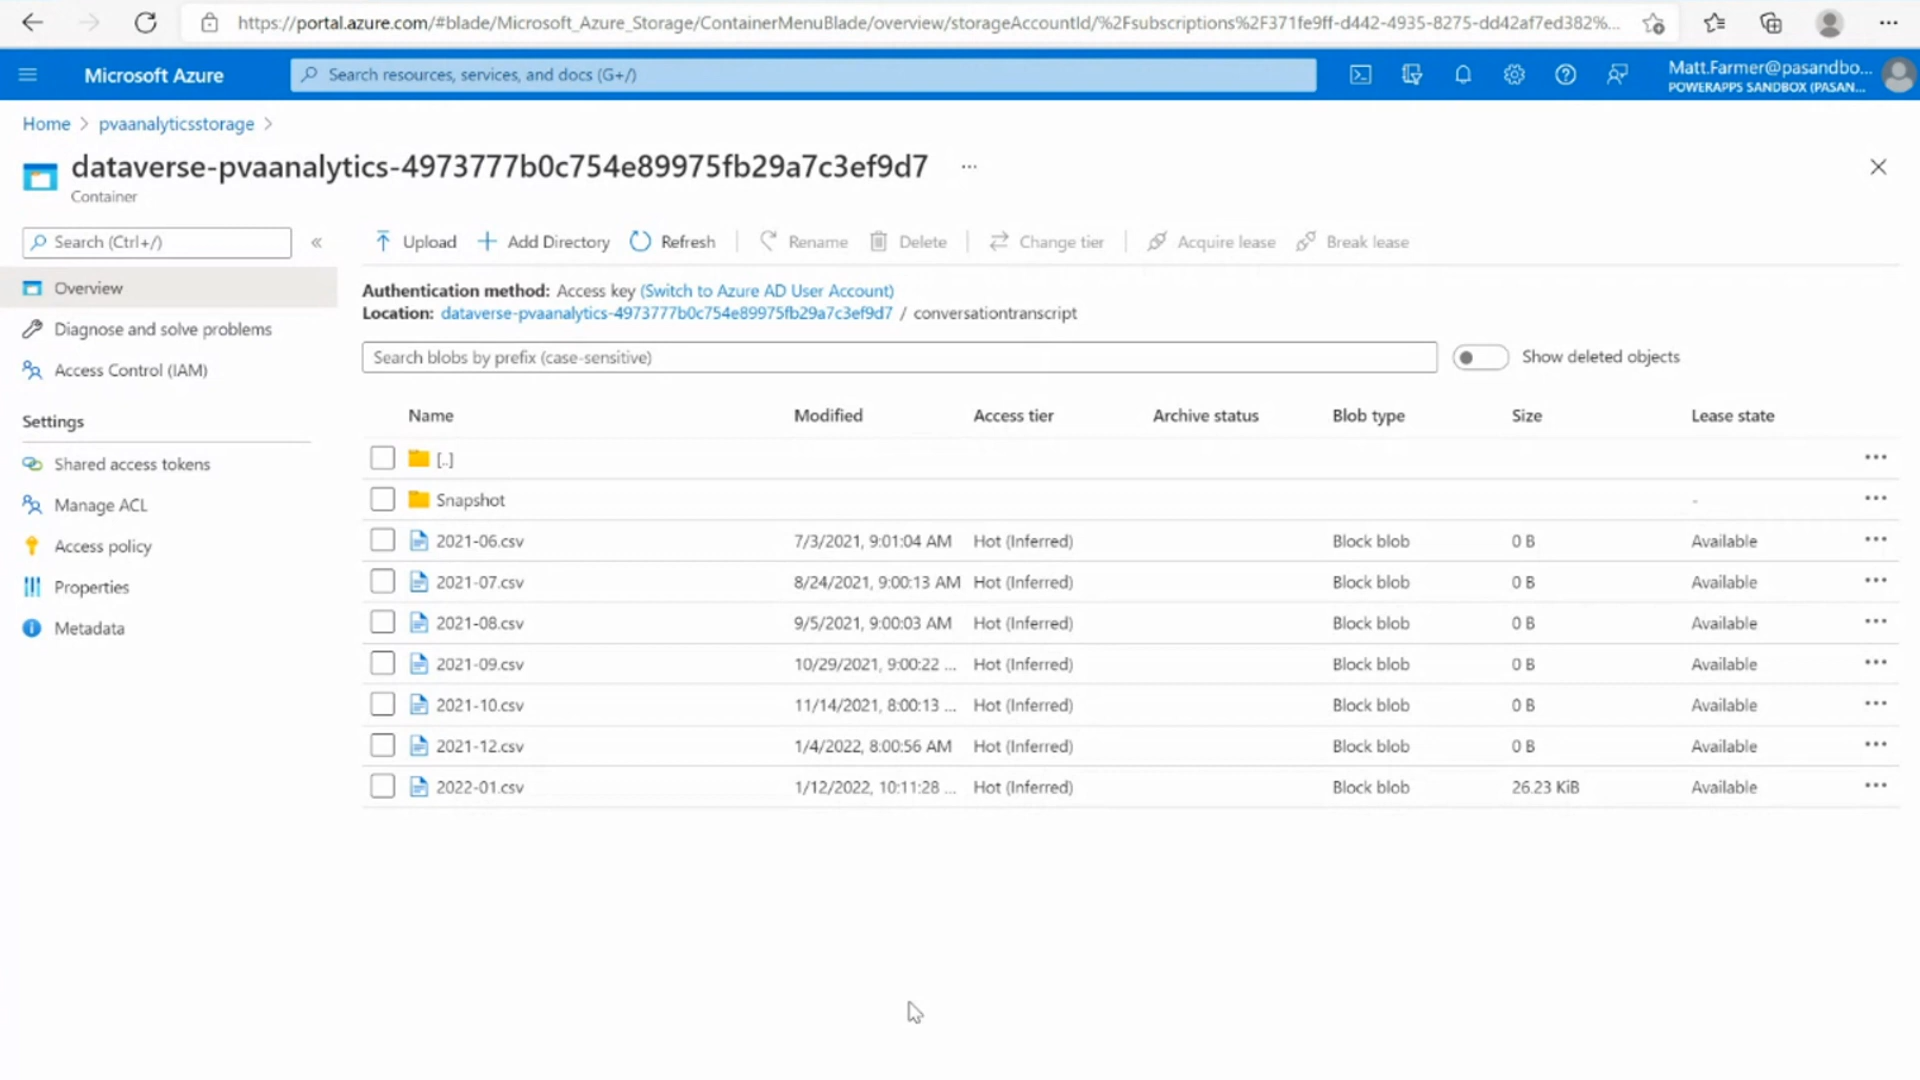 https://portal.azure.com/#blade/Microsoft_Azure_Storage/ContainerMenuBlade/overview/storageAccountId/%2Fsubscriptions%2F371fe9ff-d442-4935-8275-dd42af7ed382%...
Microsoft Azure
Search resources, services, and docs (G+/)
Matt.Farmer@pasandbo...
POWERAPPS SANDBOX (PASAN...
Home > pvaanalyticsstorage >
dataverse-pvaanalytics-4973777b0c754e89975fb29a7c3ef9d7 ...
Container
Search (Ctrl+/) «
Upload Add Directory Refresh Rename Delete Change tier Acquire lease Break lease
Overview
Diagnose and solve problems
Access Control (IAM)
Settings
Shared access tokens
Manage ACL
Access policy
Properties
Metadata
Authentication method: Access key (Switch to Azure AD User Account)
Location: dataverse-pvaanalytics-4973777b0c754e89975fb29a7c3ef9d7 / conversationtranscript
Search blobs by prefix (case-sensitive)
Show deleted objects
Name Modified Access tier Archive status Blob type Size Lease state
[..]
Snapshot -
2021-06.csv 7/3/2021, 9:01:04 AM Hot (Inferred) Block blob 0 B Available
2021-07.csv 8/24/2021, 9:00:13 AM Hot (Inferred) Block blob 0 B Available
2021-08.csv 9/5/2021, 9:00:03 AM Hot (Inferred) Block blob 0 B Available
2021-09.csv 10/29/2021, 9:00:22 ... Hot (Inferred) Block blob 0 B Available
2021-10.csv 11/14/2021, 8:00:13 ... Hot (Inferred) Block blob 0 B Available
2021-12.csv 1/4/2022, 8:00:56 AM Hot (Inferred) Block blob 0 B Available
2022-01.csv 1/12/2022, 10:11:28 ... Hot (Inferred) Block blob 26.23 KiB Available